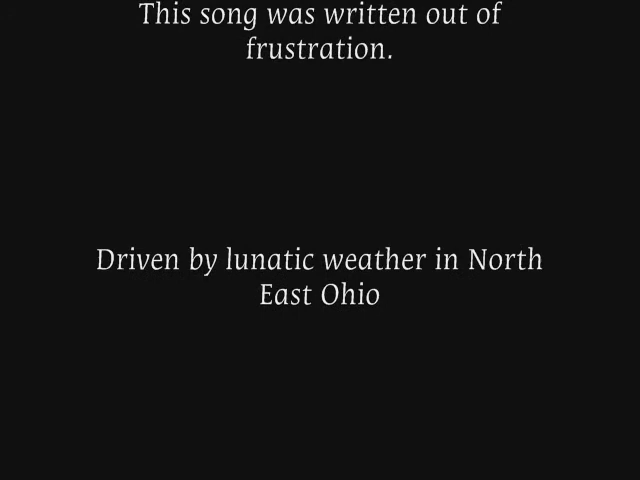 This song was written out of
frustration.
Driven by lunatic weather in North
East Ohio